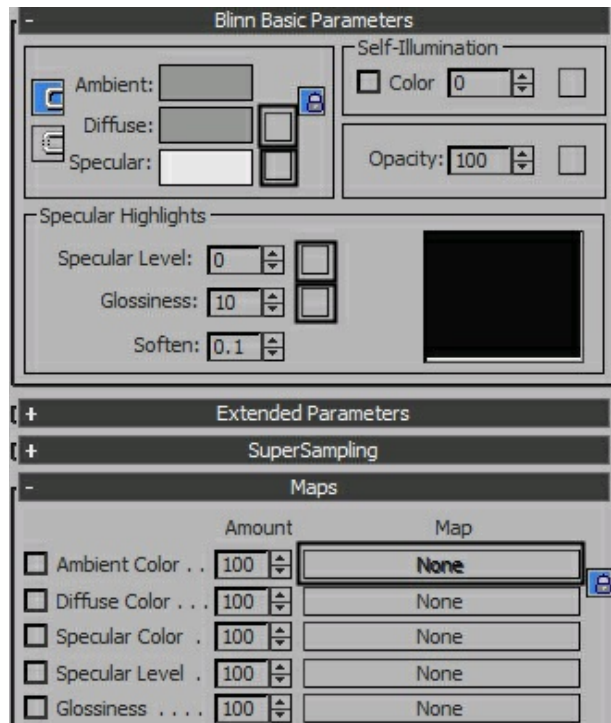 - Blinn Basic Parameters
Self-Illumination
Ambient:
Color 0
Diffuse:
Specular:
Opacity: 100
Specular Highlights
Specular Level: 0
Glossiness: 10
Soften: 0.1
+ Extended Parameters
+ SuperSampling
- Maps
Amount Map
Ambient Color . . 100 None
Diffuse Color . . . 100 None
Specular Color . 100 None
Specular Level . 100 None
Glossiness . . . . 100 None